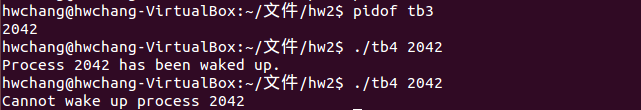 hwchang@hwchang-VirtualBox:~/文件/hw2$ pidof tb3
2042
hwchang@hwchang-VirtualBox:~/文件/hw2$ ./tb4 2042
Process 2042 has been waked up.
hwchang@hwchang-VirtualBox:~/文件/hw2$ ./tb4 2042
Cannot wake up process 2042